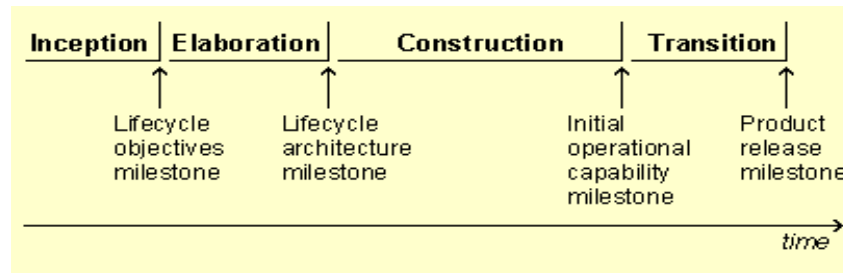 Inception Elaboration Construction Transition
Lifecycle
objectives
milestone
Lifecycle
architecture
milestone
Initial
operational
capability
milestone
Product
release
milestone
time